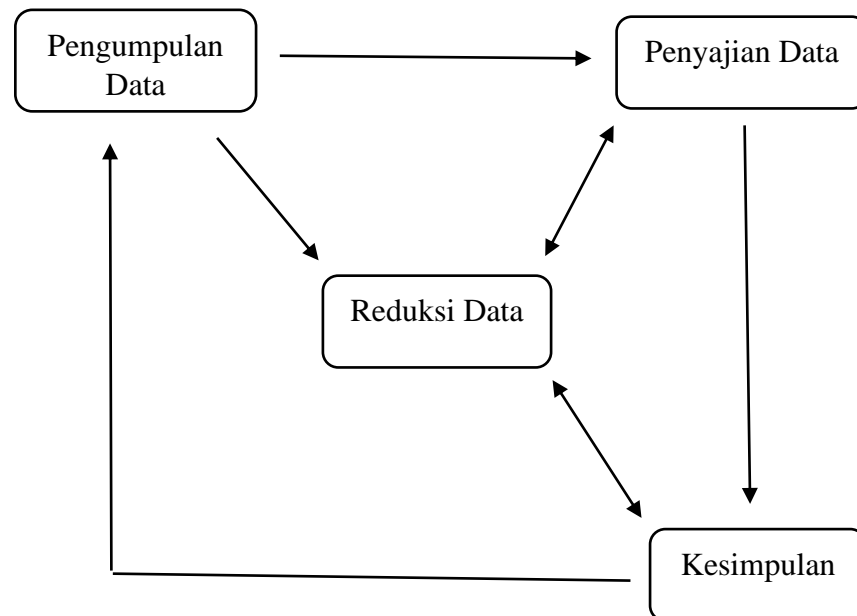 Pengumpulan
Data
Penyajian Data
Reduksi Data
Kesimpulan